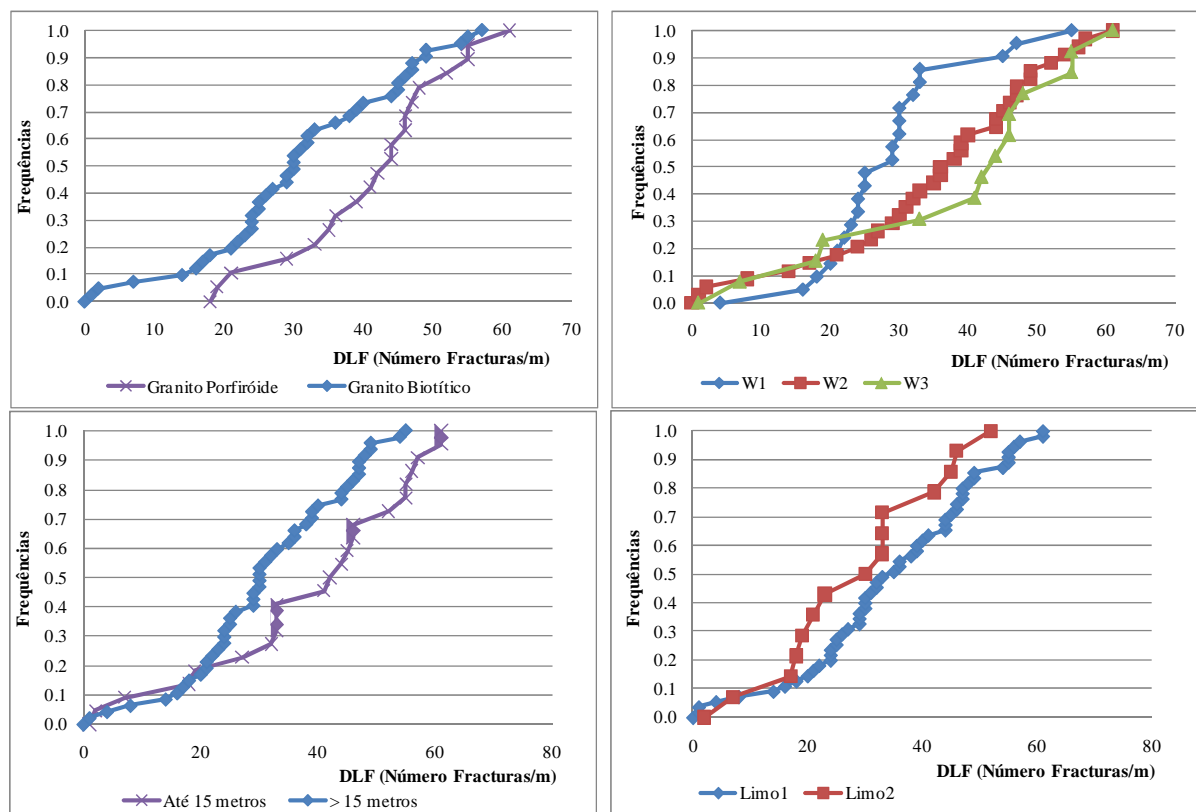 1.0
0.9
0.8
0.7
0.6
0.5
0.4
0.3
0.2
0.1
0.0
Frequências
0 10 20 30 40 50 60 70
DLF (Número Fracturas/m)
Granito Porfiróide Granito Biotítico
1.0
0.9
0.8
0.7
0.6
0.5
0.4
0.3
0.2
0.1
0.0
Frequências
0 10 20 30 40 50 60 70
DLF (Número Fracturas/m)
W1 W2 W3
1.0
0.9
0.8
0.7
0.6
0.5
0.4
0.3
0.2
0.1
0.0
Frequências
0 20 40 60 80
DLF (Número Fracturas/m)
Até 15 metros > 15 metros
1.0
0.9
0.8
0.7
0.6
0.5
0.4
0.3
0.2
0.1
0.0
Frequências
0 20 40 60 80
DLF (Número Fracturas/m)
Limo1 Limo2